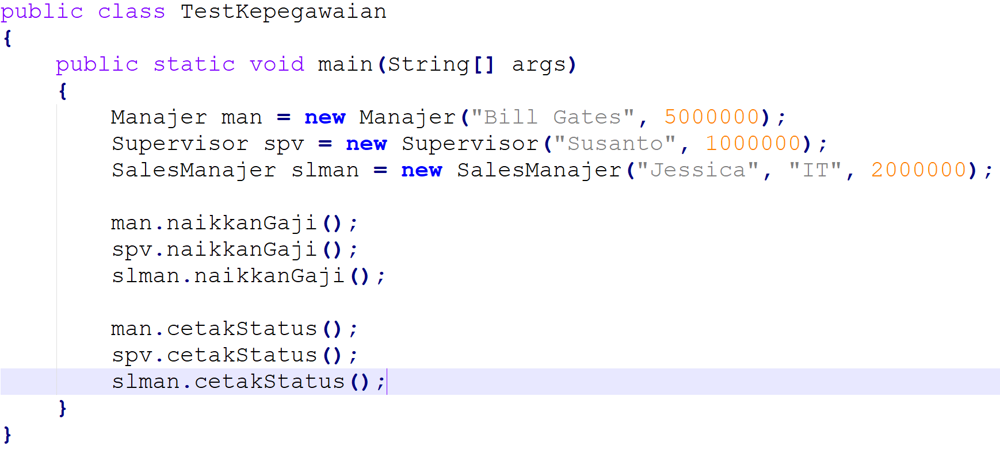 public class TestKepegawaian
{
public static void main(String[] args)
{
Manajer man = new Manajer("Bill Gates", 5000000);
Supervisor spv = new Supervisor("Susanto", 1000000);
SalesManajer slman = new SalesManajer("Jessica", "IT", 2000000);
man.naikkanGaji();
spv.naikkanGaji();
slman.naikkanGaji();
man.cetakStatus();
spv.cetakStatus();
slman.cetakStatus();
}
}